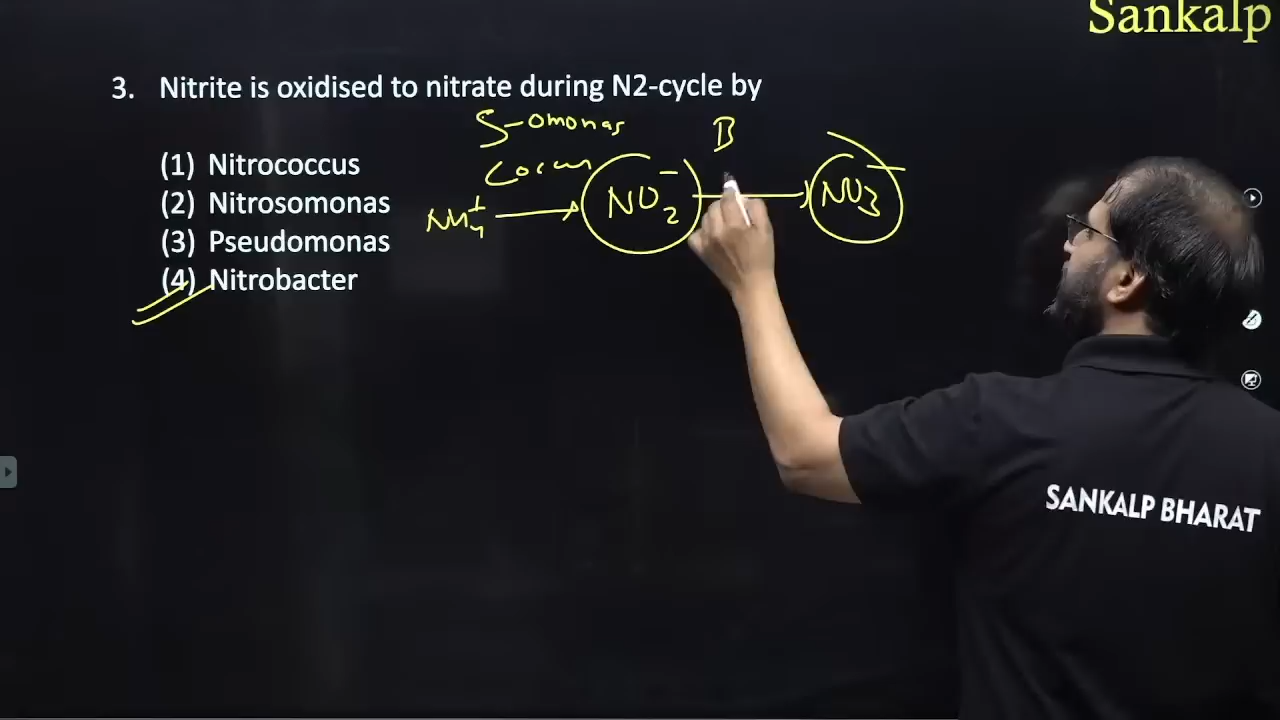 Sankalp
3. Nitrite is oxidised to nitrate during N2-cycle by
S-omonas
B
(1) Nitrococcus
Cocus
(2) Nitrosomonas
NH4+ → NO2- → NO3-
(3) Pseudomonas
(4) Nitrobacter
SANKALP BHARAT